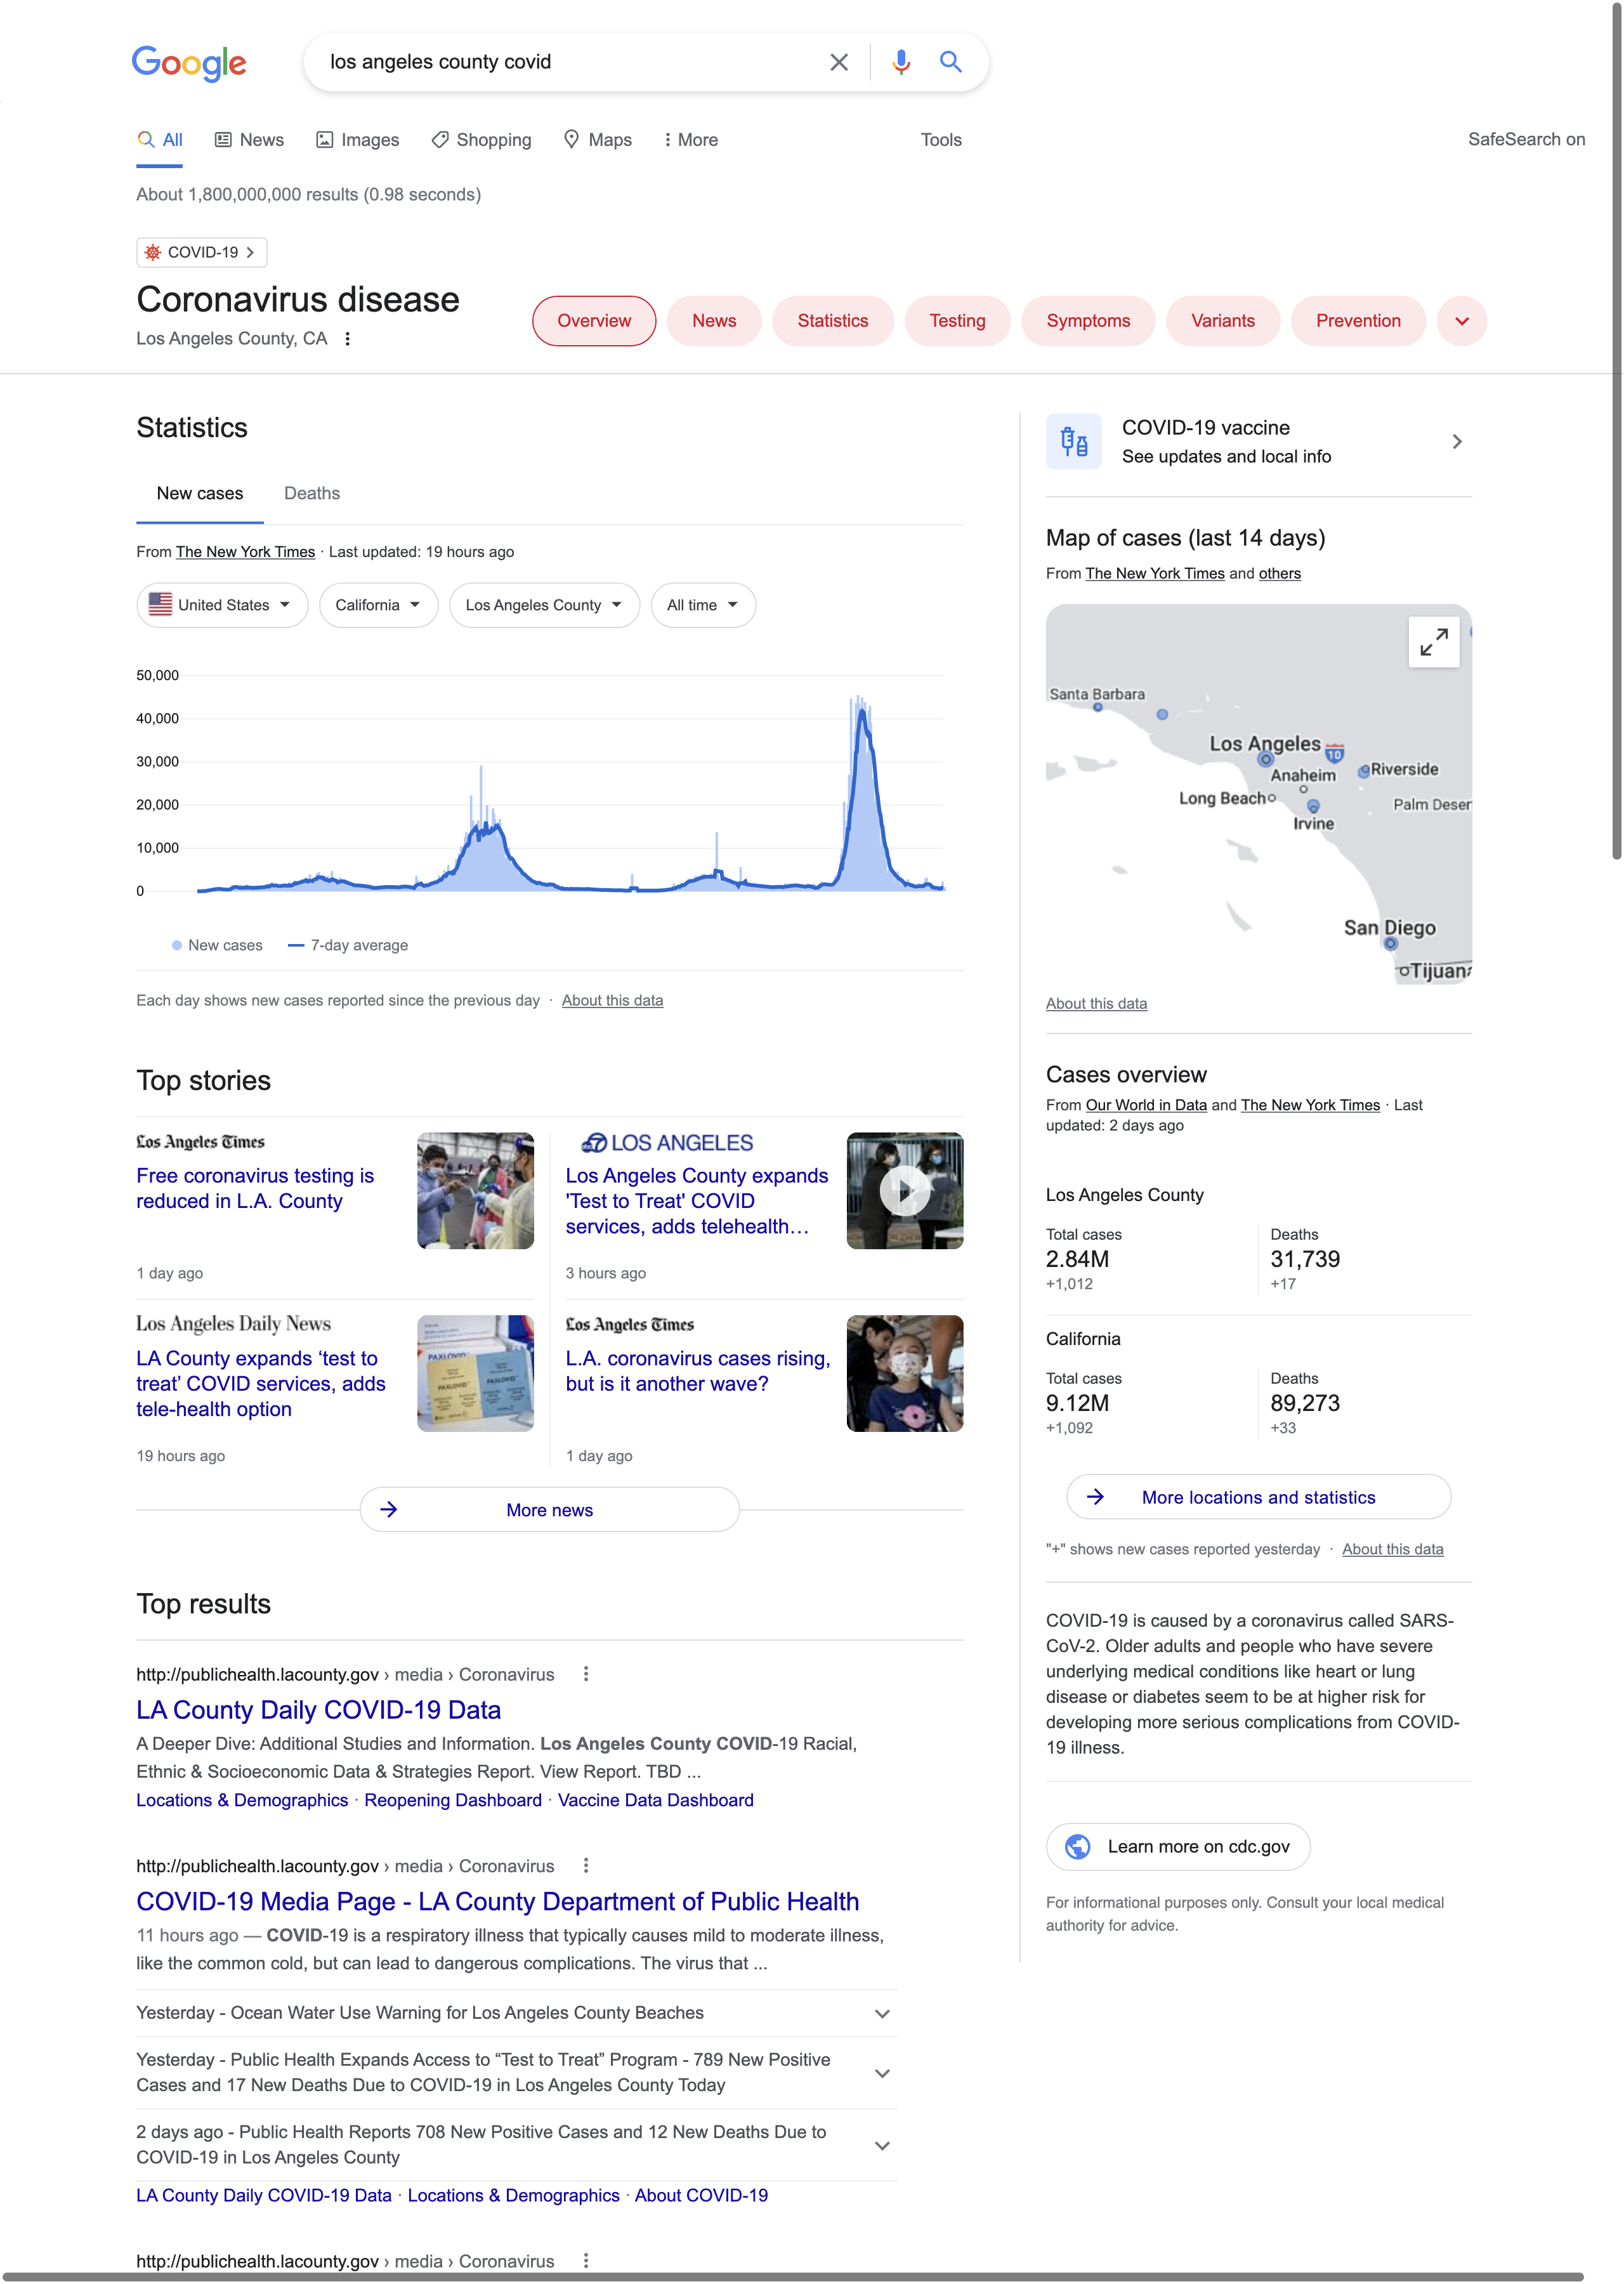 Google
los angeles county covid
All
News
Images
Shopping
Maps
More
Tools
SafeSearch on
About 1,800,000,000 results (0.98 seconds)
COVID-19
Coronavirus disease
Los Angeles County, CA
Overview
News
Statistics
Testing
Symptoms
Variants
Prevention
Statistics
New cases
Deaths
From The New York Times · Last updated: 19 hours ago
United States
California
Los Angeles County
All time
50,000
40,000
30,000
20,000
10,000
0
New cases
7-day average
Each day shows new cases reported since the previous day · About this data
Top stories
Los Angeles Times
Free coronavirus testing is
reduced in L.A. County
1 day ago
7 LOS ANGELES
Los Angeles County expands
'Test to Treat' COVID
services, adds telehealth…
3 hours ago
Los Angeles Daily News
LA County expands ‘test to
treat’ COVID services, adds
tele-health option
19 hours ago
PAXLOVID
PAXLOVID
Los Angeles Times
L.A. coronavirus cases rising,
but is it another wave?
1 day ago
More news
Top results
http://publichealth.lacounty.gov › media › Coronavirus
LA County Daily COVID-19 Data
A Deeper Dive: Additional Studies and Information. Los Angeles County COVID-19 Racial,
Ethnic & Socioeconomic Data & Strategies Report. View Report. TBD ...
Locations & Demographics · Reopening Dashboard · Vaccine Data Dashboard
http://publichealth.lacounty.gov › media › Coronavirus
COVID-19 Media Page - LA County Department of Public Health
11 hours ago — COVID-19 is a respiratory illness that typically causes mild to moderate illness,
like the common cold, but can lead to dangerous complications. The virus that ...
Yesterday - Ocean Water Use Warning for Los Angeles County Beaches
Yesterday - Public Health Expands Access to “Test to Treat” Program - 789 New Positive
Cases and 17 New Deaths Due to COVID-19 in Los Angeles County Today
2 days ago - Public Health Reports 708 New Positive Cases and 12 New Deaths Due to
COVID-19 in Los Angeles County
LA County Daily COVID-19 Data · Locations & Demographics · About COVID-19
http://publichealth.lacounty.gov › media › Coronavirus
COVID-19 vaccine
See updates and local info
Map of cases (last 14 days)
From The New York Times and others
Santa Barbara
Los Angeles
10
Anaheim
Riverside
Long Beach
Palm Deser
Irvine
San Diego
Tijuana
About this data
Cases overview
From Our World in Data and The New York Times · Last
updated: 2 days ago
Los Angeles County
Total cases
2.84M
+1,012
Deaths
31,739
+17
California
Total cases
9.12M
+1,092
Deaths
89,273
+33
More locations and statistics
"+" shows new cases reported yesterday · About this data
COVID-19 is caused by a coronavirus called SARS-
CoV-2. Older adults and people who have severe
underlying medical conditions like heart or lung
disease or diabetes seem to be at higher risk for
developing more serious complications from COVID-
19 illness.
Learn more on cdc.gov
For informational purposes only. Consult your local medical
authority for advice.